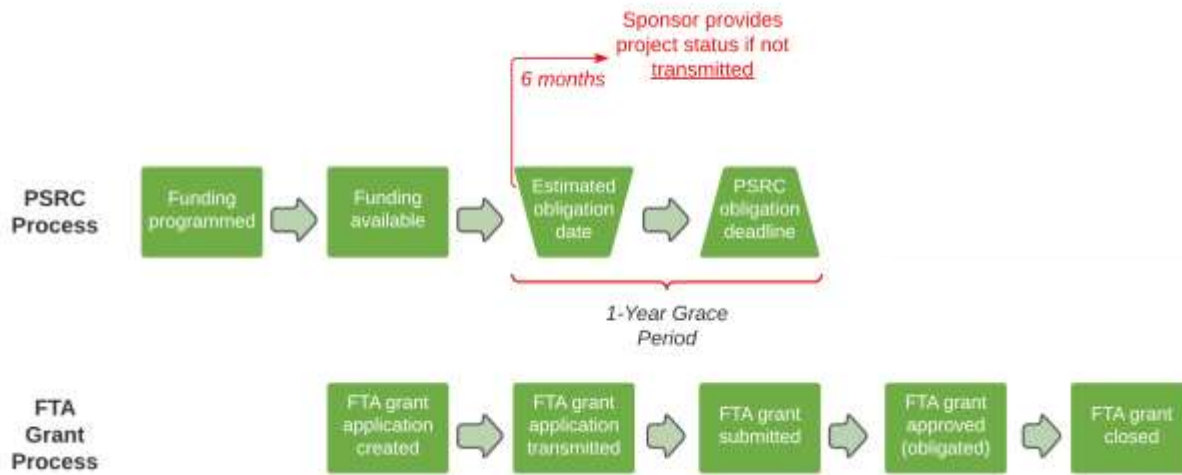 Sponsor provides
project status if not
transmitted
6 months
PSRC
Process
Funding
programmed
Funding
available
Estimated
obligation
date
PSRC
obligation
deadline
1-Year Grace
Period
FTA
Grant
Process
FTA grant
application
created
FTA grant
application
transmitted
FTA grant
submitted
FTA grant
approved
(obligated)
FTA grant
closed